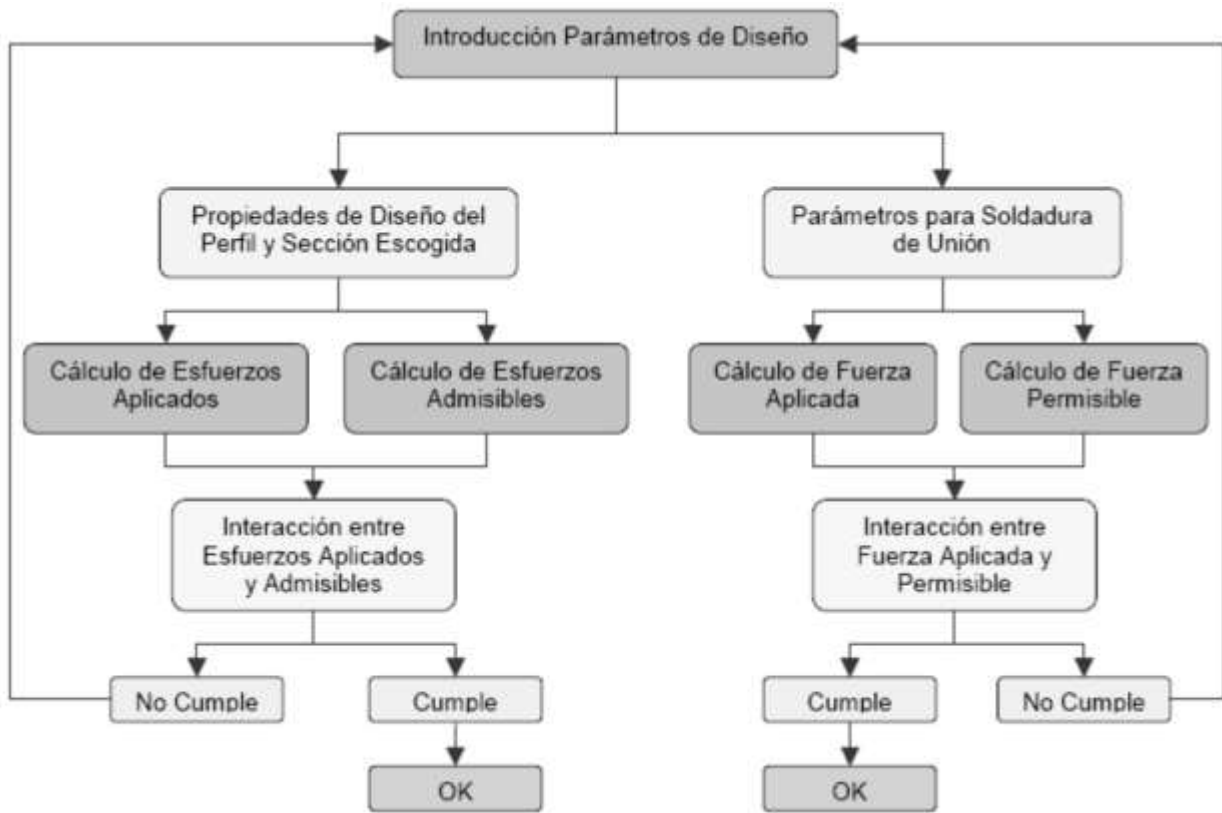 Introducción Parámetros de Diseño
Propiedades de Diseño del
Perfil y Sección Escogida
Parámetros para Soldadura
de Unión
Cálculo de Esfuerzos
Aplicados
Cálculo de Esfuerzos
Admisibles
Cálculo de Fuerza
Aplicada
Cálculo de Fuerza
Permisible
Interacción entre
Esfuerzos Aplicados
y Admisibles
Interacción entre
Fuerza Aplicada y
Permisible
No Cumple
Cumple
Cumple
No Cumple
OK
OK